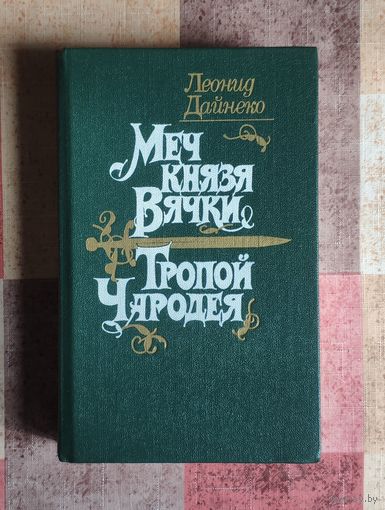 Леонид
Дайнеко
Меч
князя
Вячки
Тропой
Чародея